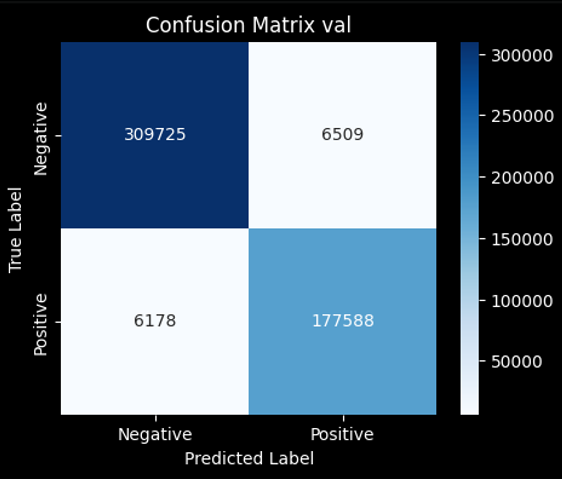 Confusion Matrix val
True Label
Negative
Positive
309725
6509
6178
177588
Negative
Positive
Predicted Label
300000
250000
200000
150000
100000
50000